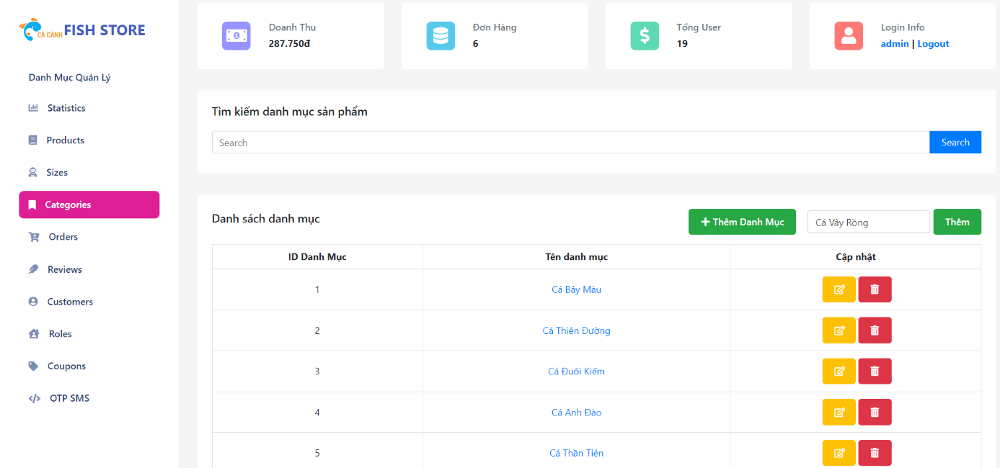 CÁ CẢNH FISH STORE
Danh Mục Quản Lý
Statistics
Products
Sizes
Categories
Orders
Reviews
Customers
Roles
Coupons
OTP SMS
Doanh Thu
287.750đ
Đơn Hàng
6
Tổng User
19
Login Info
admin | Logout
Tìm kiếm danh mục sản phẩm
Search Search
Danh sách danh mục
Thêm Danh Mục Cá Vây Rồng Thêm
ID Danh Mục Tên danh mục Cập nhật
1 Cá Bảy Màu
2 Cá Thiên Đường
3 Cá Đuôi Kiếm
4 Cá Anh Đào
5 Cá Thần Tiên